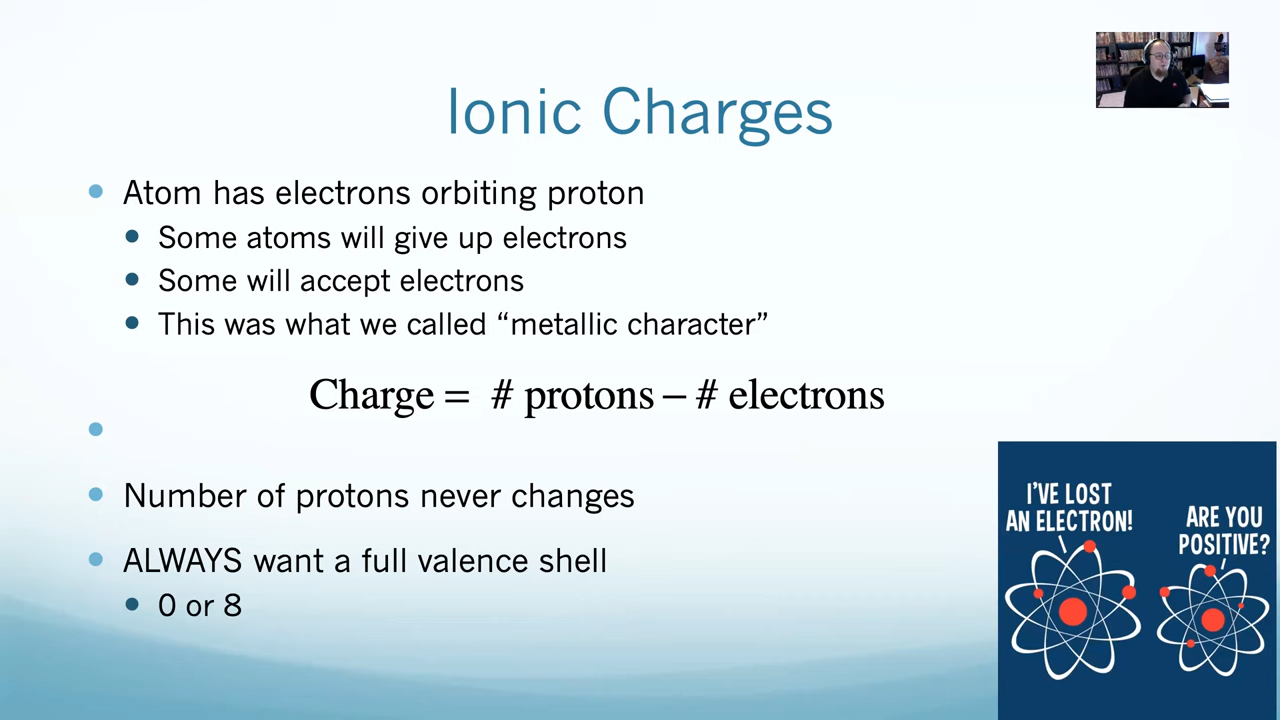 Ionic Charges
• Atom has electrons orbiting proton
• Some atoms will give up electrons
• Some will accept electrons
• This was what we called “metallic character”
Charge = # protons − # electrons
•
• Number of protons never changes
• ALWAYS want a full valence shell
• 0 or 8
I'VE LOST
AN ELECTRON!
ARE YOU
POSITIVE?